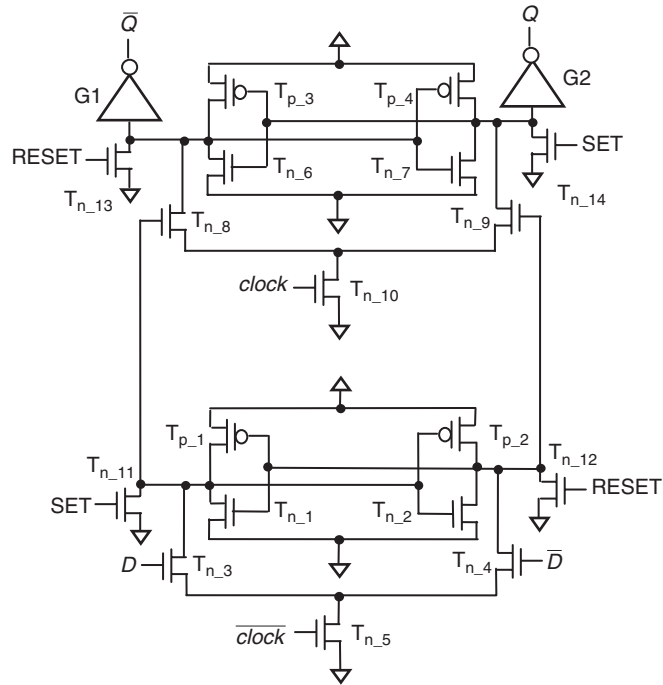 Q̅ Q
G1 G2
T_p_3 T_p_4
RESET SET
T_n_6 T_n_7
T_n_13 T_n_14
T_n_8 T_n_9
clock T_n_10
T_p_1 T_p_2
T_n_11 T_n_12
SET RESET
T_n_1 T_n_2
D T_n_3 T_n_4 D̅
c̅l̅o̅c̅k̅ T_n_5